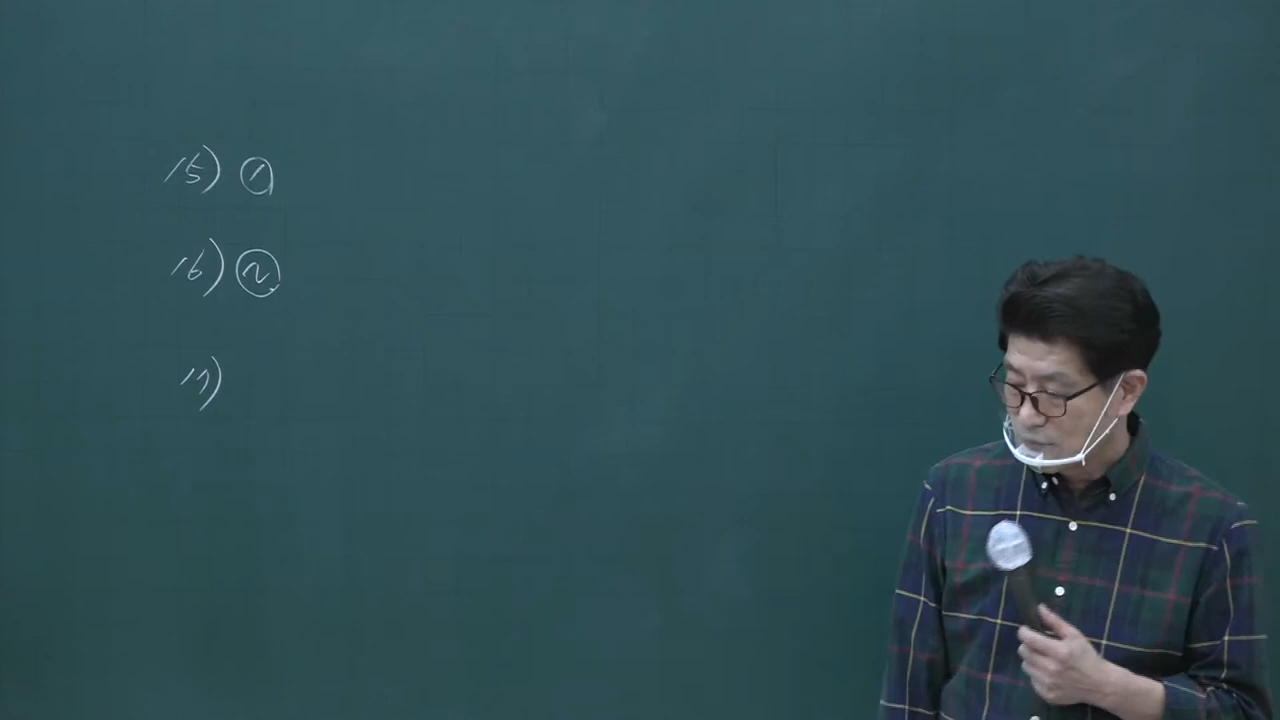 15) ①
16) ②
17)